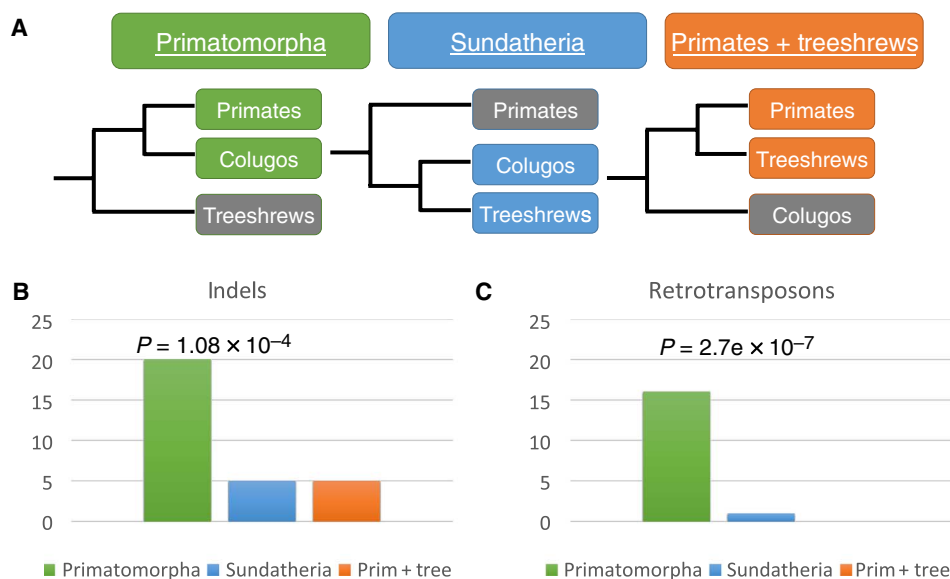 A
Primatomorpha
Sundatheria
Primates + treeshrews
Primates
Colugos
Treeshrews
Primates
Colugos
Treeshrews
Primates
Treeshrews
Colugos
B
Indels
25
20
15
10
5
0
P = 1.08 × 10–4
Primatomorpha Sundatheria Prim + tree
C
Retrotransposons
25
20
15
10
5
0
P = 2.7e × 10–7
Primatomorpha Sundatheria Prim + tree